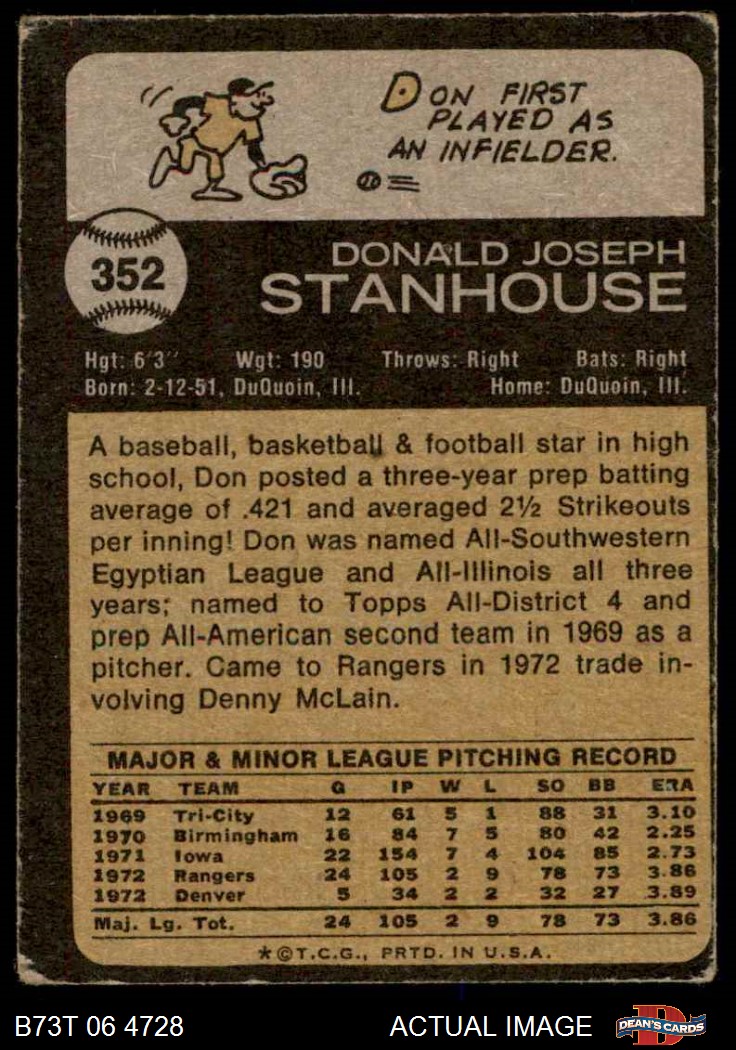 DON FIRST
PLAYED AS
AN INFIELDER.
352
DONALD JOSEPH
STANHOUSE
Hgt: 6'3" Wgt: 190 Throws: Right Bats: Right
Born: 2-12-51, DuQuoin, Ill. Home: DuQuoin, Ill.
A baseball, basketball & football star in high
school, Don posted a three-year prep batting
average of .421 and averaged 2½ Strikeouts
per inning! Don was named All-Southwestern
Egyptian League and All-Illinois all three
years; named to Topps All-District 4 and
prep All-American second team in 1969 as a
pitcher. Came to Rangers in 1972 trade in-
volving Denny McLain.
MAJOR & MINOR LEAGUE PITCHING RECORD
YEAR TEAM G IP W L SO BB ERA
1969 Tri-City 12 61 5 1 88 31 3.10
1970 Birmingham 16 84 7 5 80 42 2.25
1971 Iowa 22 154 7 4 104 85 2.73
1972 Rangers 24 105 2 9 78 73 3.86
1972 Denver 5 34 2 2 32 27 3.89
Maj. Lg. Tot. 24 105 2 9 78 73 3.86
*©T.C.G., PRTD. IN U.S.A.
B73T 06 4728 ACTUAL IMAGE DEAN'S CARDS